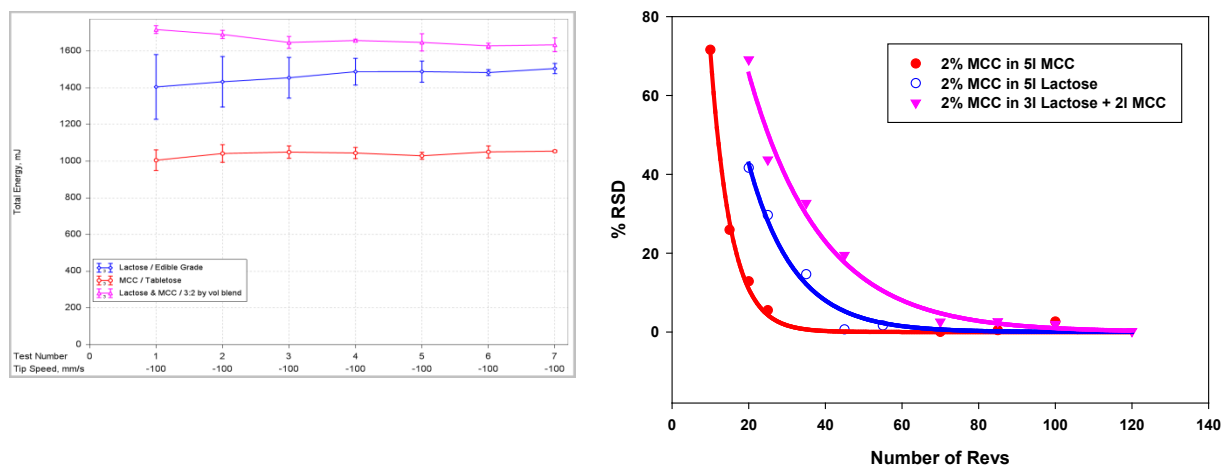 Total Energy, mJ
1600
1400
1200
1000
800
600
400
200
0
Lactose / Edible Grade
MCC / Tabletose
Lactose & MCC / 3:2 by vol blend
Test Number 0 1 2 3 4 5 6 7
Tip Speed, mm/s -100 -100 -100 -100 -100 -100 -100
% RSD
80
60
40
20
0
2% MCC in 5l MCC
2% MCC in 5l Lactose
2% MCC in 3l Lactose + 2l MCC
0 20 40 60 80 100 120 140
Number of Revs